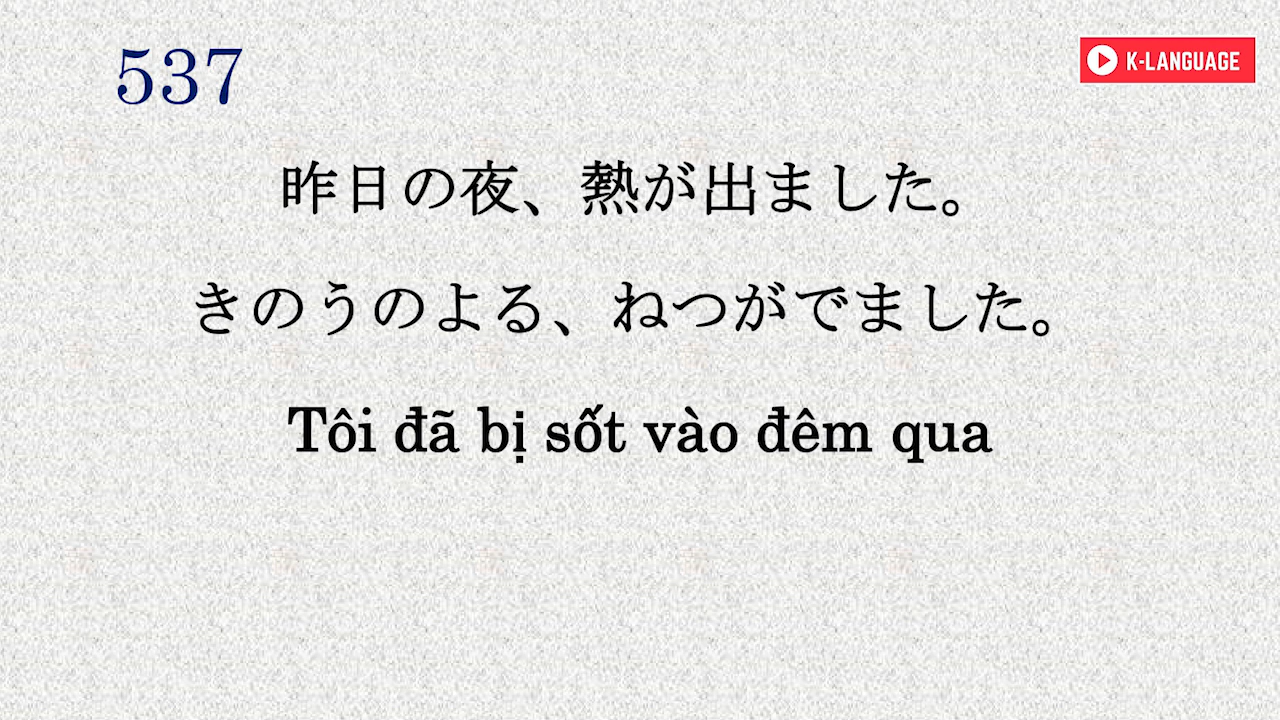 537
K-LANGUAGE
昨日の夜、熱が出ました。
きのうのよる、ねつがでました。
Tôi đã bị sốt vào đêm qua